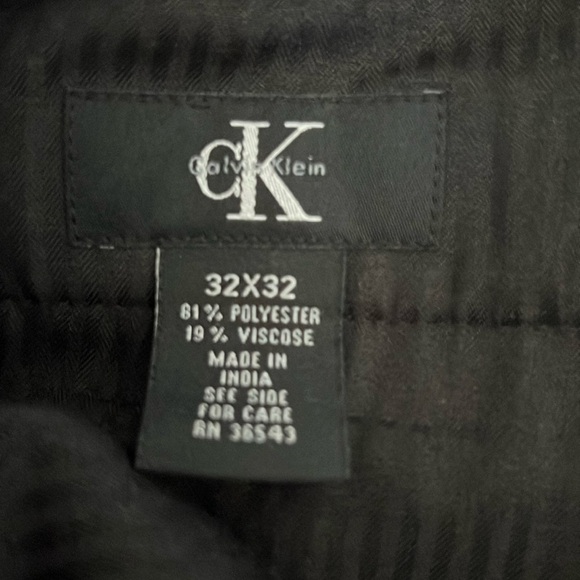 cK
Calvin Klein
32X32
81% POLYESTER
19% VISCOSE
MADE IN
INDIA
SEE SIDE
FOR CARE
RN 36543